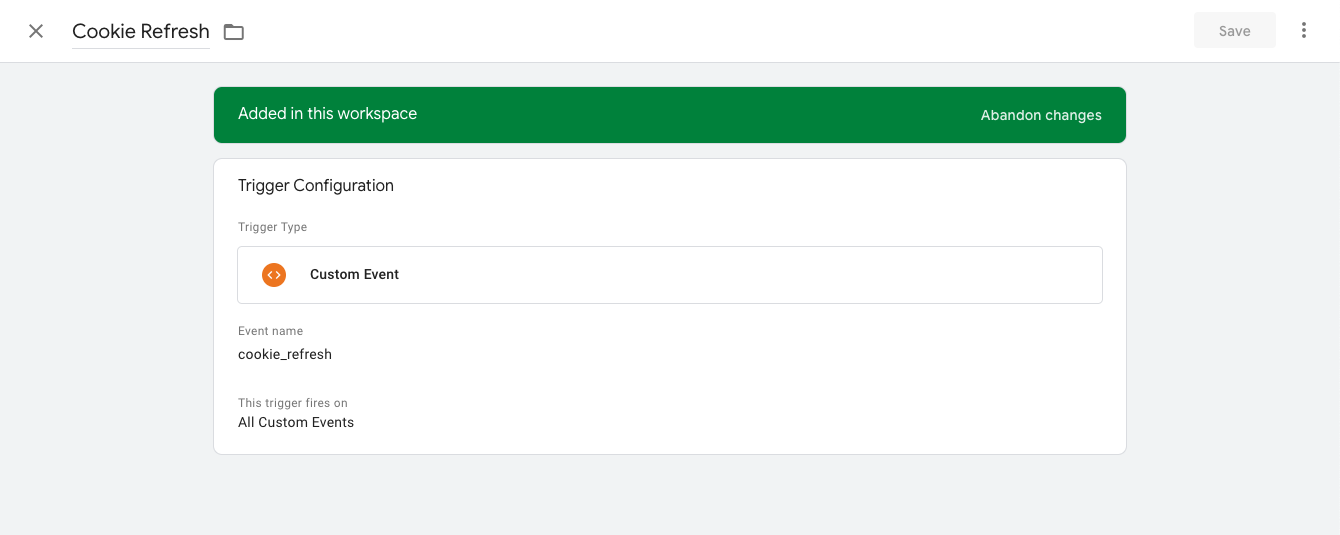 Cookie Refresh
Save
Added in this workspace
Abandon changes
Trigger Configuration
Trigger Type
Custom Event
Event name
cookie_refresh
This trigger fires on
All Custom Events